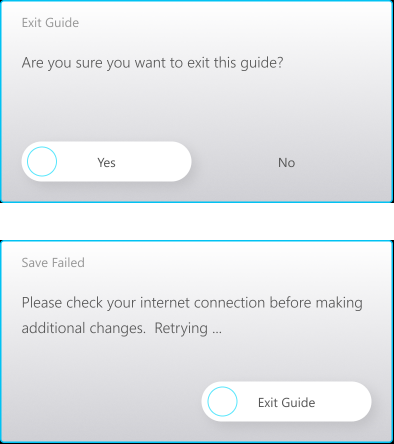 Exit Guide
Are you sure you want to exit this guide?
Yes
No
Save Failed
Please check your internet connection before making
additional changes.  Retrying ...
Exit Guide